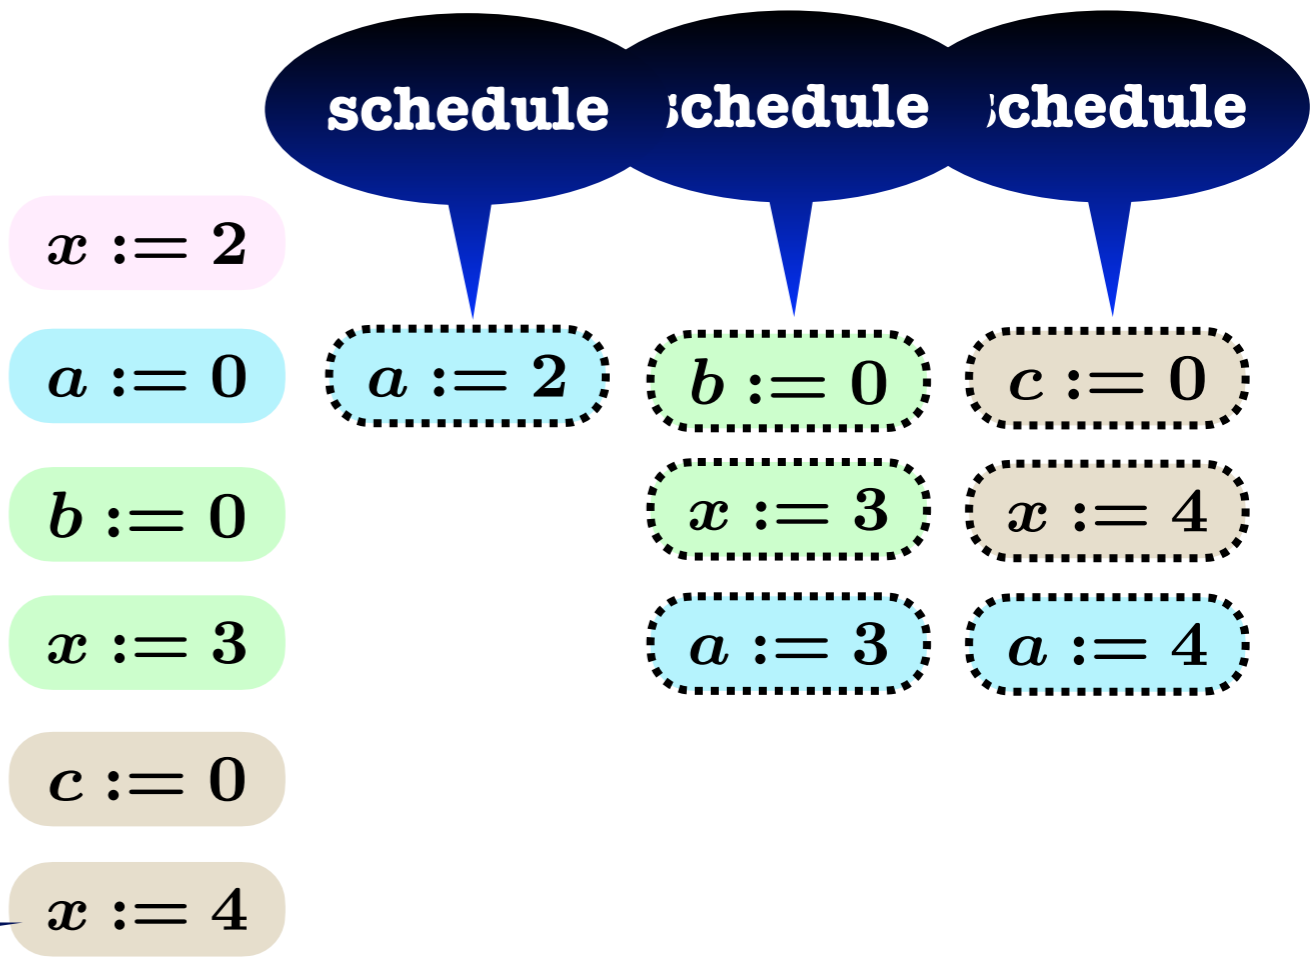 schedule chedule chedule
x := 2
a := 0 a := 2 b := 0 c := 0
b := 0 x := 3 x := 4
x := 3 a := 3 a := 4
c := 0
x := 4